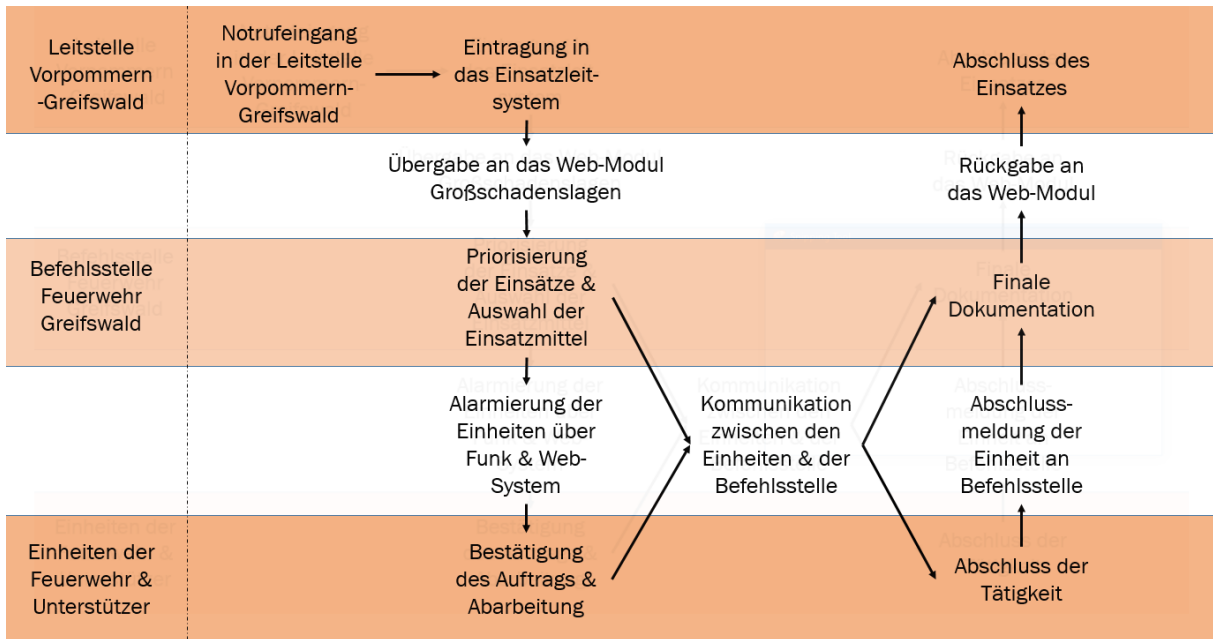 Leitstelle
Vorpommern
-Greifswald
Notrufeingang
in der Leitstelle
Vorpommern-
Greifswald
Eintragung in
das Einsatzleit-
system
Abschluss des
Einsatzes
Übergabe an das Web-Modul
Großschadenslagen
Rückgabe an
das Web-Modul
Befehlsstelle
Feuerwehr
Greifswald
Priorisierung
der Einsätze &
Auswahl der
Einsatzmittel
Finale
Dokumentation
Alarmierung der
Einheiten über
Funk & Web-
System
Kommunikation
zwischen den
Einheiten & der
Befehlsstelle
Abschluss-
meldung der
Einheit an
Befehlsstelle
Einheiten der
Feuerwehr &
Unterstützer
Bestätigung
des Auftrags &
Abarbeitung
Abschluss der
Tätigkeit